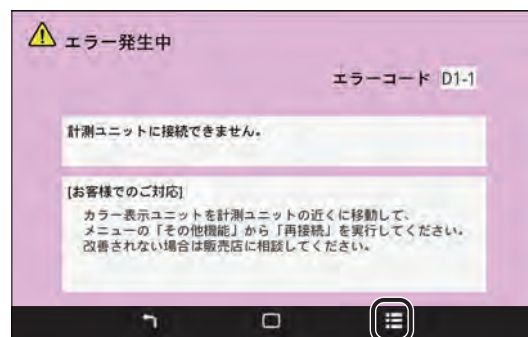 エラー発生中
エラーコード D1-1
計測ユニットに接続できません。
[お客様でのご対応]
カラー表示ユニットを計測ユニットの近くに移動して、
メニューの「その他機能」から「再接続」を実行してください。
改善されない場合は販売店に相談してください。